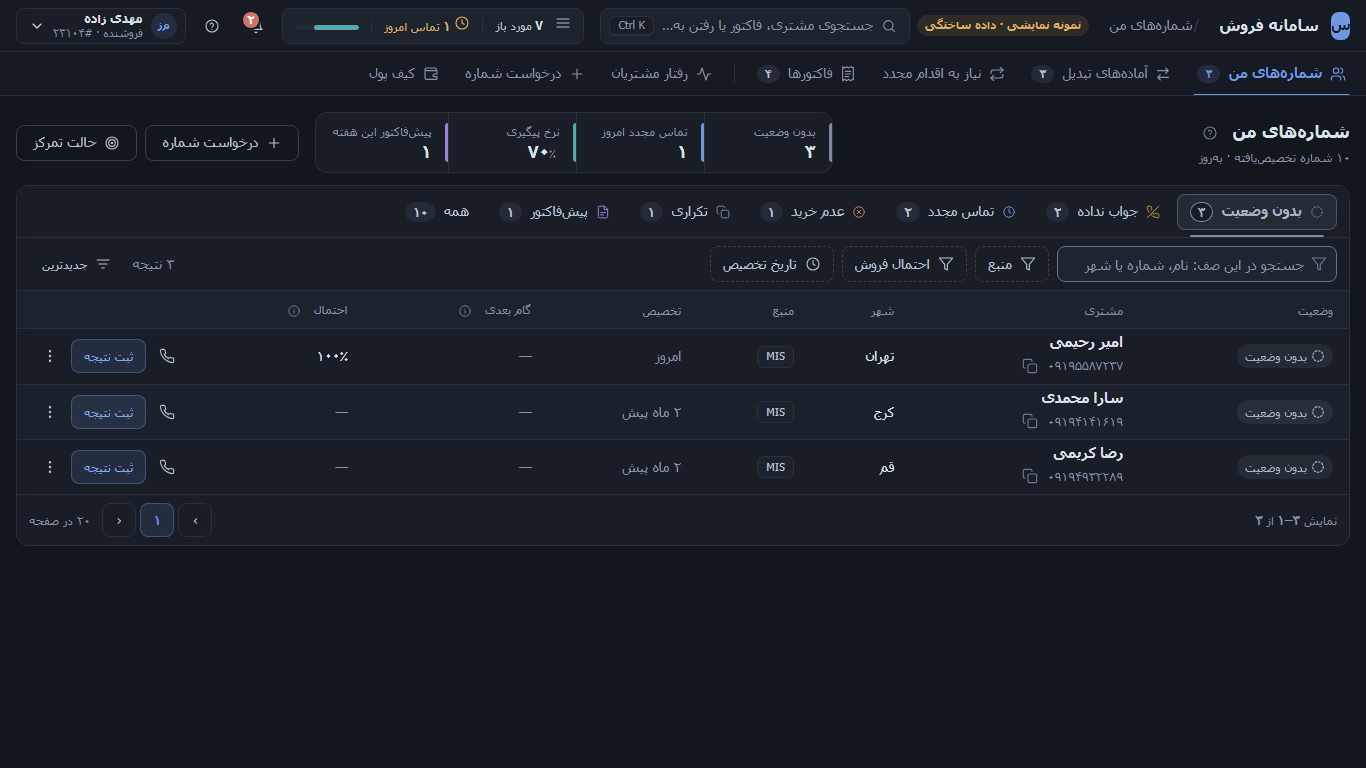 س سامانه فروش / شماره‌های من نمونه نمایشی · داده ساختگی جستجوی مشتری، فاکتور یا رفتن به... Ctrl K ۷ مورد باز ۱ تماس امروز ۲ م‌ز مهدی زاده
فروشنده · #۲۳۱۰۴
شماره‌های من ۳ آماده‌های تبدیل ۳ نیاز به اقدام مجدد فاکتورها ۴ رفتار مشتریان درخواست شماره کیف پول
شماره‌های من
۱۰ شماره تخصیص‌یافته · به‌روز
بدون وضعیت تماس مجدد امروز نرخ پیگیری پیش‌فاکتور این هفته
۳ ۱ ۷۰٪ ۱
درخواست شماره حالت تمرکز
بدون وضعیت ۳ جواب نداده ۲ تماس مجدد ۲ عدم خرید ۱ تکراری ۱ پیش‌فاکتور ۱ همه ۱۰
جستجو در این صف: نام، شماره یا شهر منبع احتمال فروش تاریخ تخصیص ۳ نتیجه جدیدترین
وضعیت مشتری شهر منبع تخصیص گام بعدی احتمال
بدون وضعیت امیر رحیمی تهران MIS امروز — ۱۰۰٪ ثبت نتیجه
۰۹۱۹۵۵۸۷۲۳۷
بدون وضعیت سارا محمدی کرج MIS ۲ ماه پیش — — ثبت نتیجه
۰۹۱۹۴۱۴۱۶۱۹
بدون وضعیت رضا کریمی قم MIS ۲ ماه پیش — — ثبت نتیجه
۰۹۱۹۴۹۳۲۲۸۹
نمایش ۱–۳ از ۳ ‹ ۱ › ۲۰ در صفحه